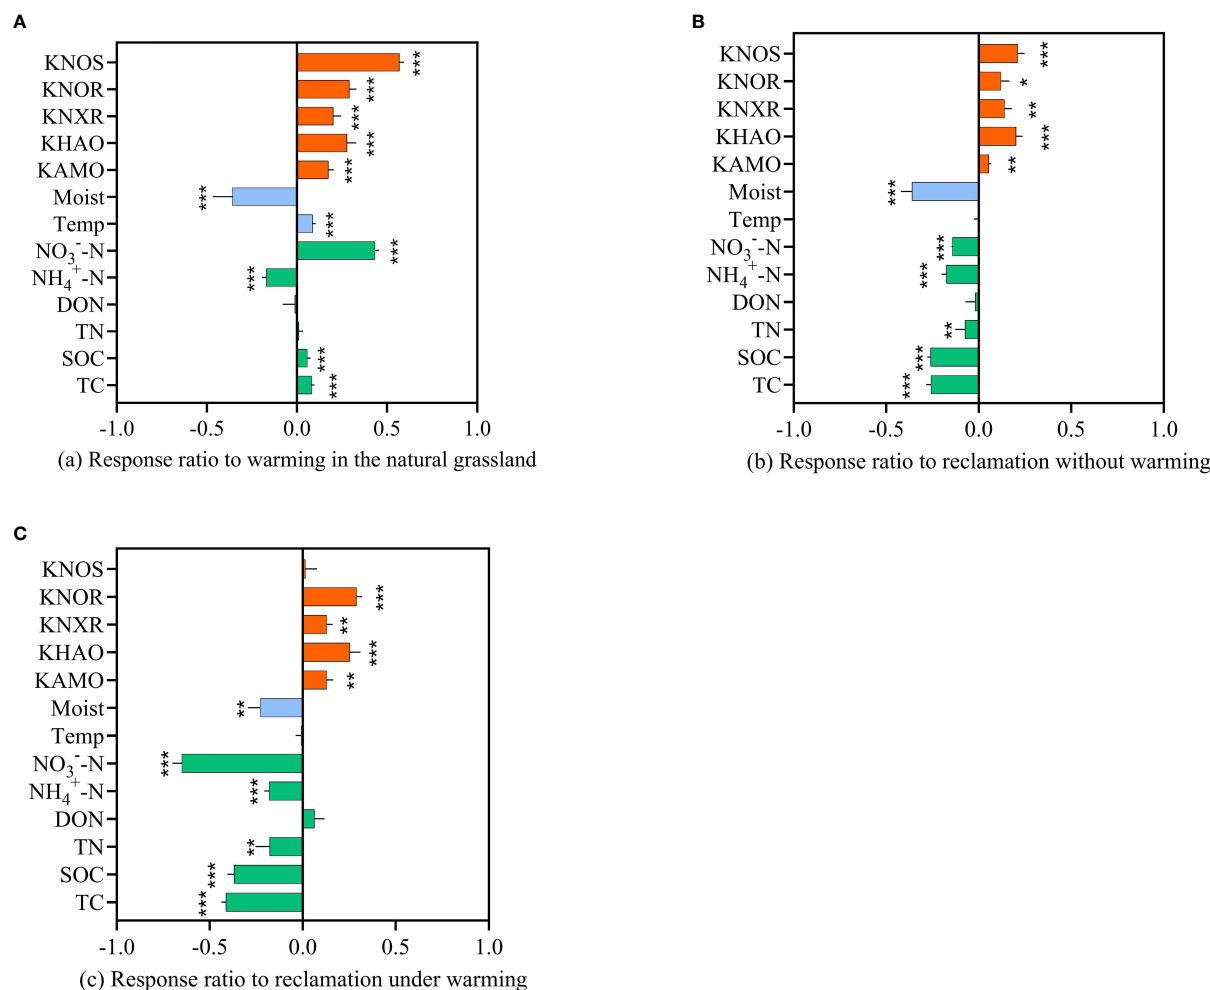 A
KNOS ***
KNOR ***
KNXR ***
KHAO ***
KAMO ***
Moist ***
Temp ***
NO₃⁻-N ***
NH₄⁺-N ***
DON
TN
SOC ***
TC ***
-1.0 -0.5 0.0 0.5 1.0
(a) Response ratio to warming in the natural grassland
B
KNOS ***
KNOR *
KNXR **
KHAO ***
KAMO **
Moist ***
Temp
NO₃⁻-N ***
NH₄⁺-N ***
DON
TN **
SOC ***
TC ***
-1.0 -0.5 0.0 0.5 1.0
(b) Response ratio to reclamation without warming
C
KNOS
KNOR ***
KNXR **
KHAO ***
KAMO **
Moist **
Temp
NO₃⁻-N ***
NH₄⁺-N ***
DON
TN **
SOC ***
TC ***
-1.0 -0.5 0.0 0.5 1.0
(c) Response ratio to reclamation under warming